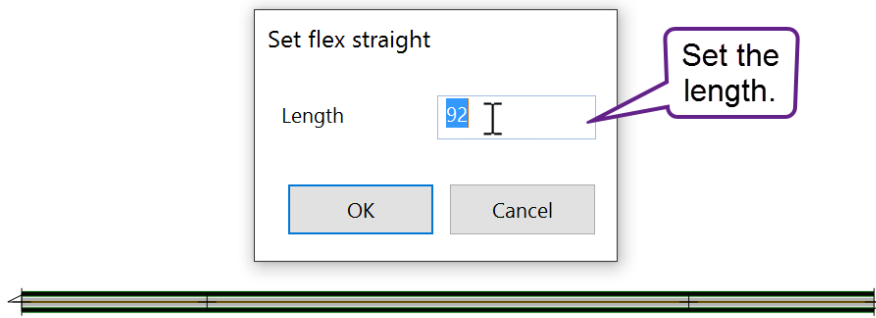 Set flex straight
Set the
length.
Length
92
OK
Cancel